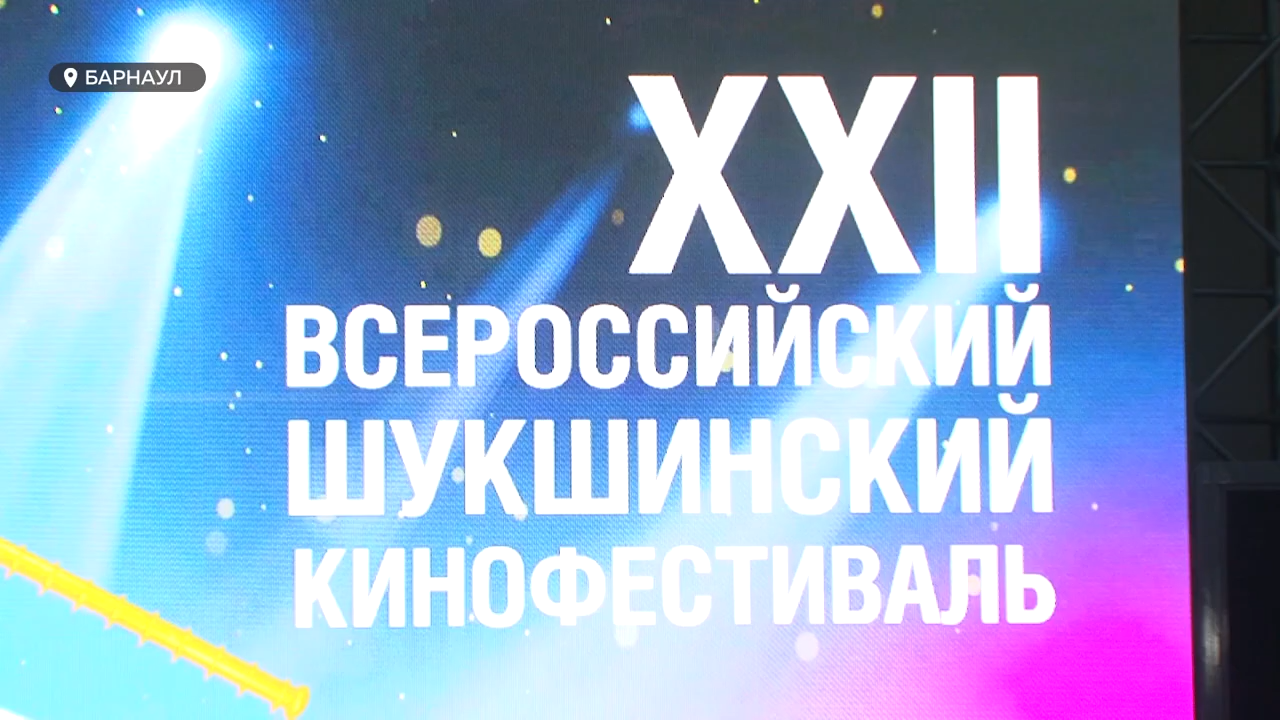 БАРНАУЛ
XXII
ВСЕРОССИЙСКИЙ
ШУКШИНСКИЙ
КИНОФЕСТИВАЛЬ